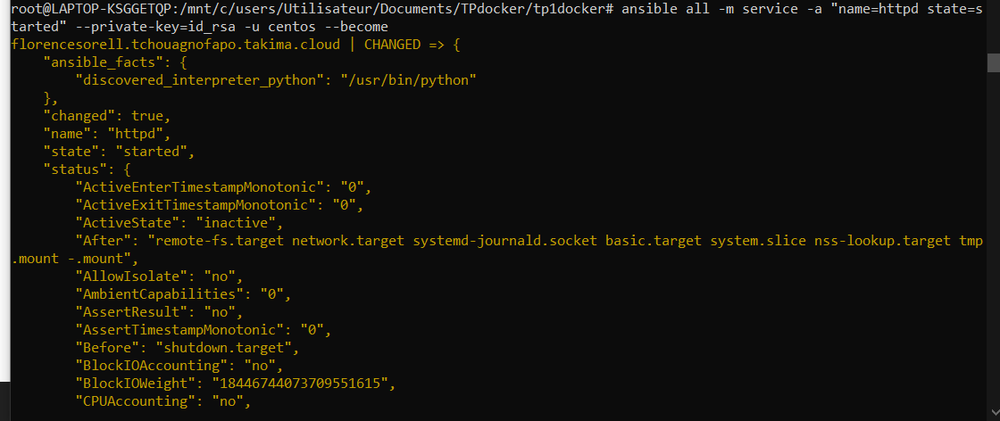 root@LAPTOP-KSGGETQP:/mnt/c/users/Utilisateur/Documents/TPdocker/tp1docker# ansible all -m service -a "name=httpd state=s
tarted" --private-key=id_rsa -u centos --become
florencesorell.tchouagnofapo.takima.cloud | CHANGED => {
    "ansible_facts": {
        "discovered_interpreter_python": "/usr/bin/python"
    },
    "changed": true,
    "name": "httpd",
    "state": "started",
    "status": {
        "ActiveEnterTimestampMonotonic": "0",
        "ActiveExitTimestampMonotonic": "0",
        "ActiveState": "inactive",
        "After": "remote-fs.target network.target systemd-journald.socket basic.target system.slice nss-lookup.target tmp
.mount -.mount",
        "AllowIsolate": "no",
        "AmbientCapabilities": "0",
        "AssertResult": "no",
        "AssertTimestampMonotonic": "0",
        "Before": "shutdown.target",
        "BlockIOAccounting": "no",
        "BlockIOWeight": "18446744073709551615",
        "CPUAccounting": "no",